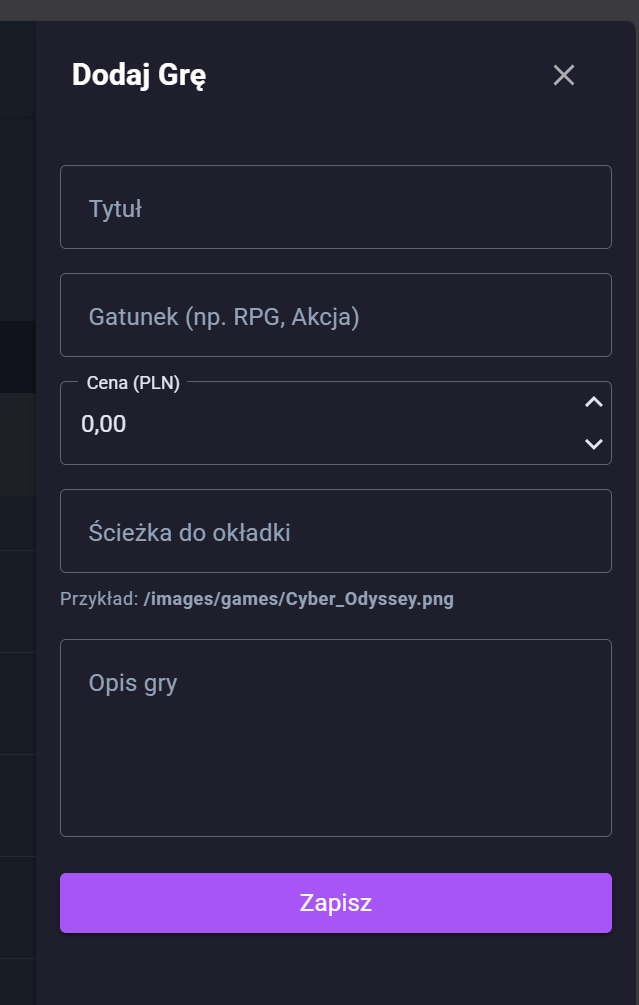 Dodaj Grę
Tytuł
Gatunek (np. RPG, Akcja)
Cena (PLN)
0,00
Ścieżka do okładki
Przykład: /images/games/Cyber_Odyssey.png
Opis gry
Zapisz